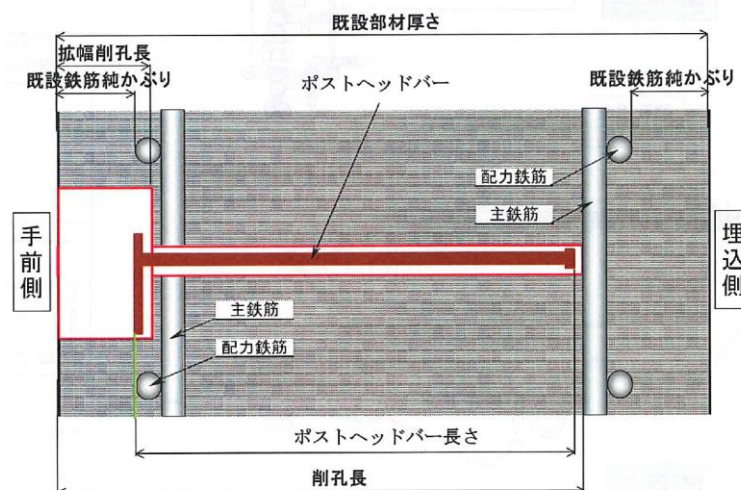 既設部材厚さ
拡幅削孔長
既設鉄筋純かぶり
ポストヘッドバー
既設鉄筋純かぶり
配力鉄筋
主鉄筋
手前側
埋込側
主鉄筋
配力鉄筋
ポストヘッドバー長さ
削孔長